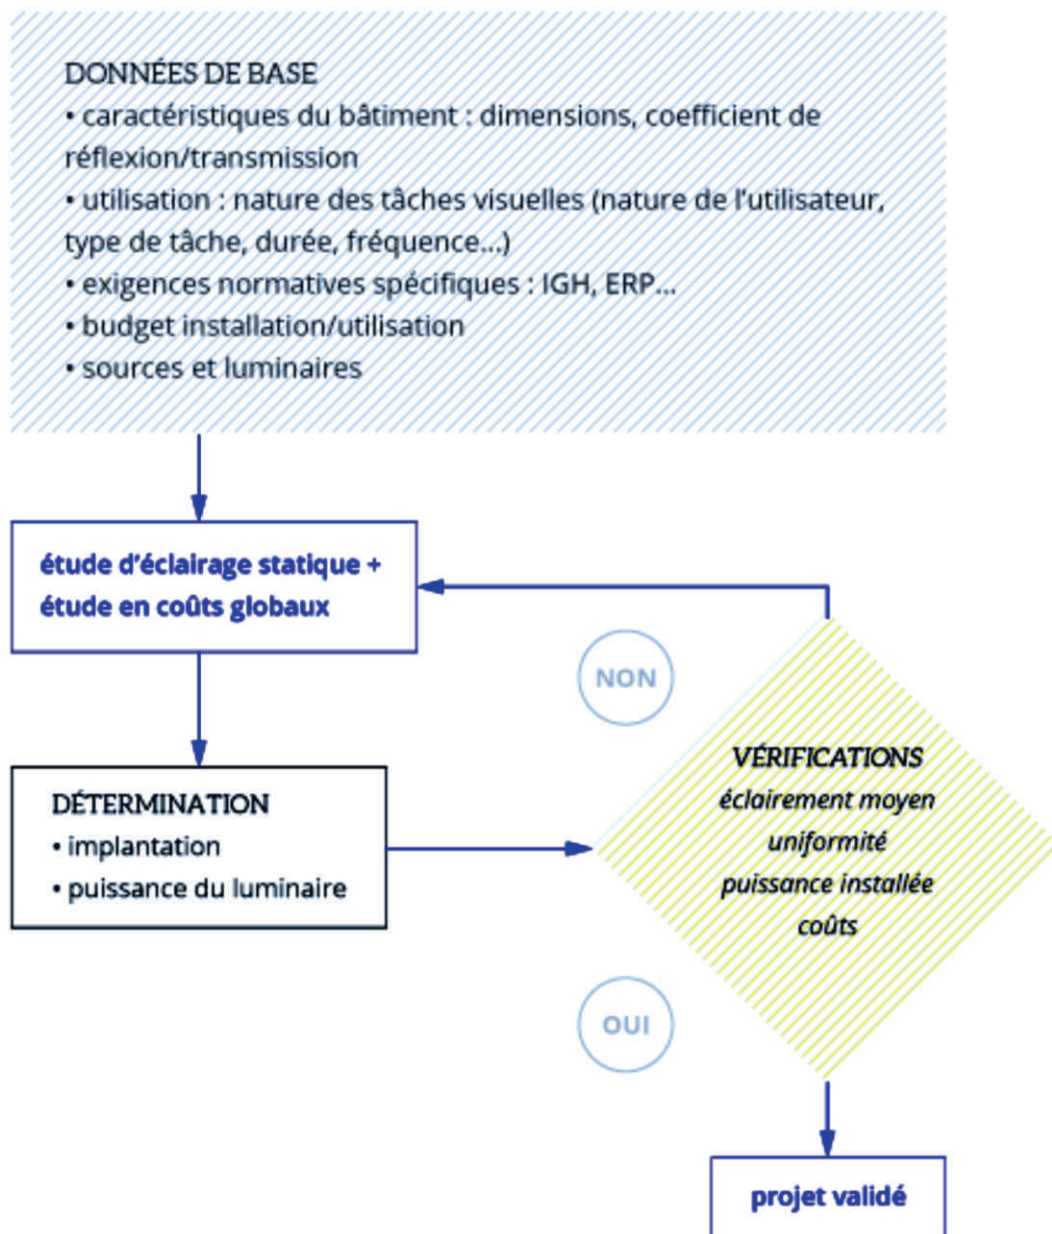 DONNÉES DE BASE
• caractéristiques du bâtiment : dimensions, coefficient de
réflexion/transmission
• utilisation : nature des tâches visuelles (nature de l'utilisateur,
type de tâche, durée, fréquence...)
• exigences normatives spécifiques : IGH, ERP...
• budget installation/utilisation
• sources et luminaires
étude d'éclairage statique +
étude en coûts globaux
NON
DÉTERMINATION
• implantation
• puissance du luminaire
VÉRIFICATIONS
éclairement moyen
uniformité
puissance installée
coûts
OUI
projet validé